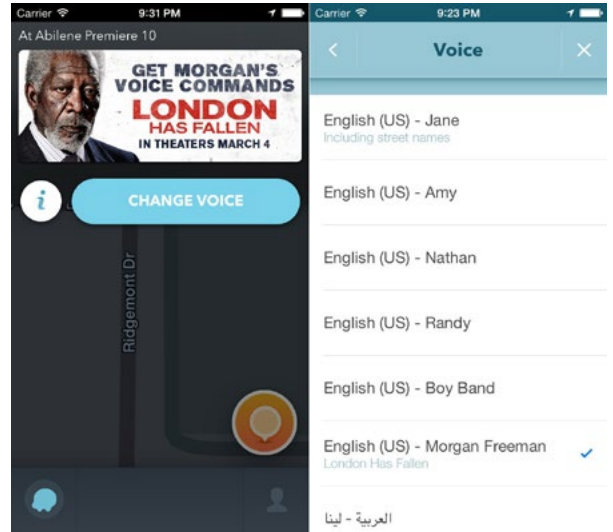 Carrier 9:31 PM
At Abilene Premiere 10
GET MORGAN'S
VOICE COMMANDS
LONDON
HAS FALLEN
IN THEATERS MARCH 4
i
CHANGE VOICE
Ridgemont Dr
Carrier 9:23 PM
Voice
English (US) - Jane
Including street names
English (US) - Amy
English (US) - Nathan
English (US) - Randy
English (US) - Boy Band
English (US) - Morgan Freeman
London Has Fallen
العربية - لينا